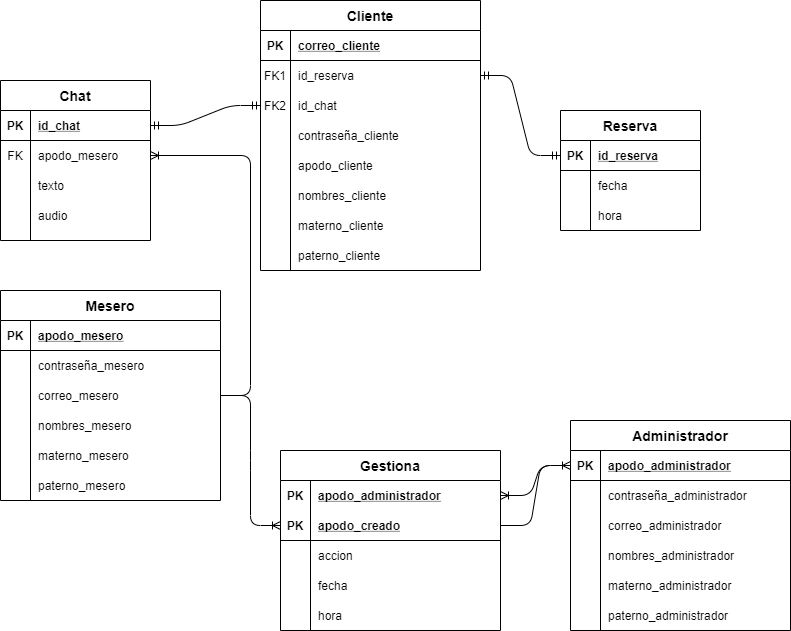 Cliente
PK correo_cliente
FK1 id_reserva
FK2 id_chat
contraseña_cliente
apodo_cliente
nombres_cliente
materno_cliente
paterno_cliente
Chat
PK id_chat
FK apodo_mesero
texto
audio
Reserva
PK id_reserva
fecha
hora
Mesero
PK apodo_mesero
contraseña_mesero
correo_mesero
nombres_mesero
materno_mesero
paterno_mesero
Gestiona
PK apodo_administrador
PK apodo_creado
accion
fecha
hora
Administrador
PK apodo_administrador
contraseña_administrador
correo_administrador
nombres_administrador
materno_administrador
paterno_administrador